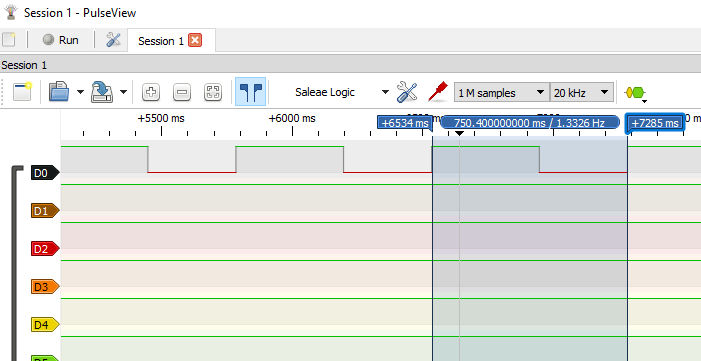 Session 1 - PulseView
Run
Session 1
Session 1
Saleae Logic
1 M samples
20 kHz
+5500 ms
+6000 ms
+6534 ms
750.400000000 ms / 1.3326 Hz
+7285 ms
D0
D1
D2
D3
D4